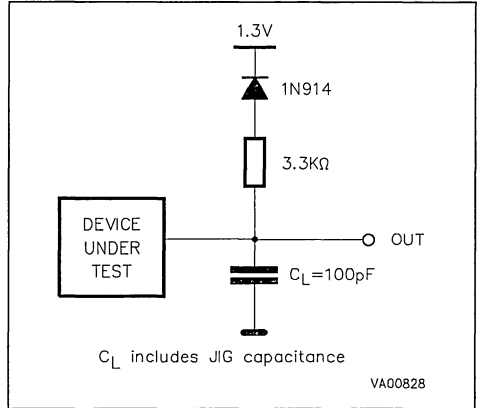 1.3V
1N914
3.3KΩ
DEVICE
UNDER
TEST
OUT
CL=100pF
CL includes JIG capacitance
VA00828